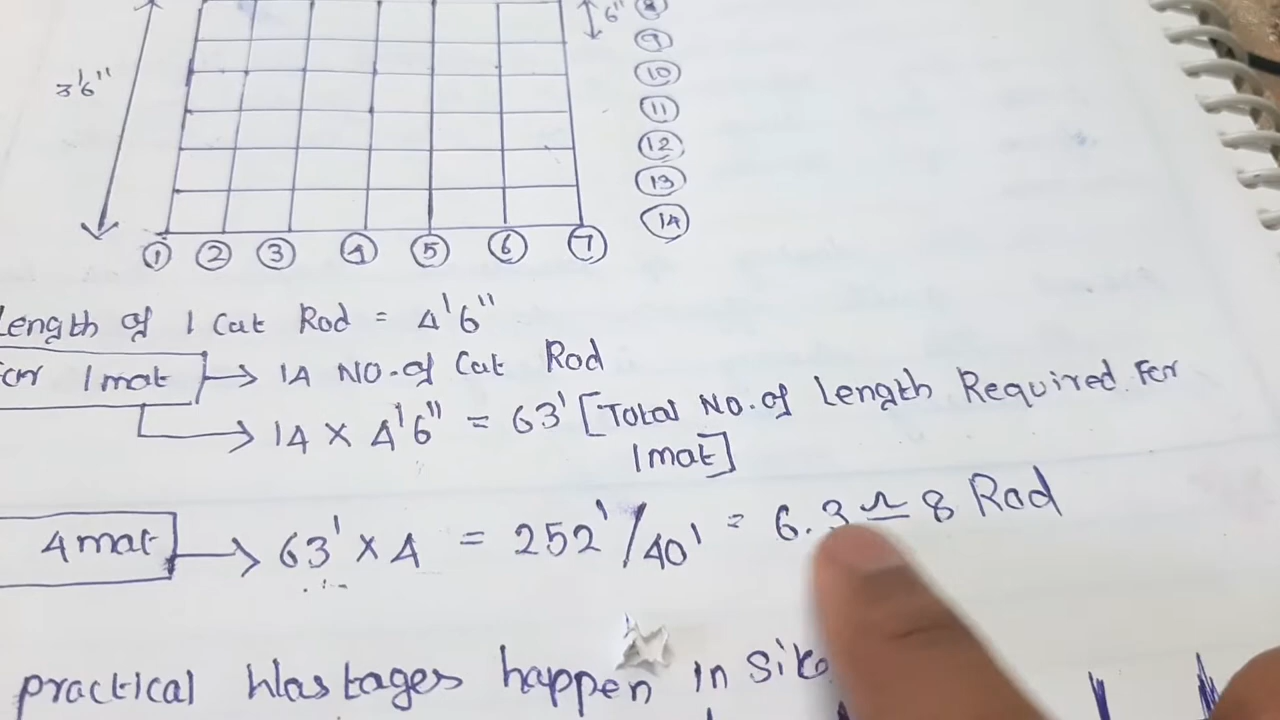 6"
8
9
3'6"
10
11
12
13
14
1 2 3 4 5 6 7
Length of 1 Cut Rod = 4'6"
For 1mat → 14 No. of Cut Rod
→ 14 x 4'6" = 63' [Total No. of Length Required For
1mat]
4mat → 63' x 4 = 252'/40' = 6.3 ≃ 8 Rod
practical Wastages happen in Site